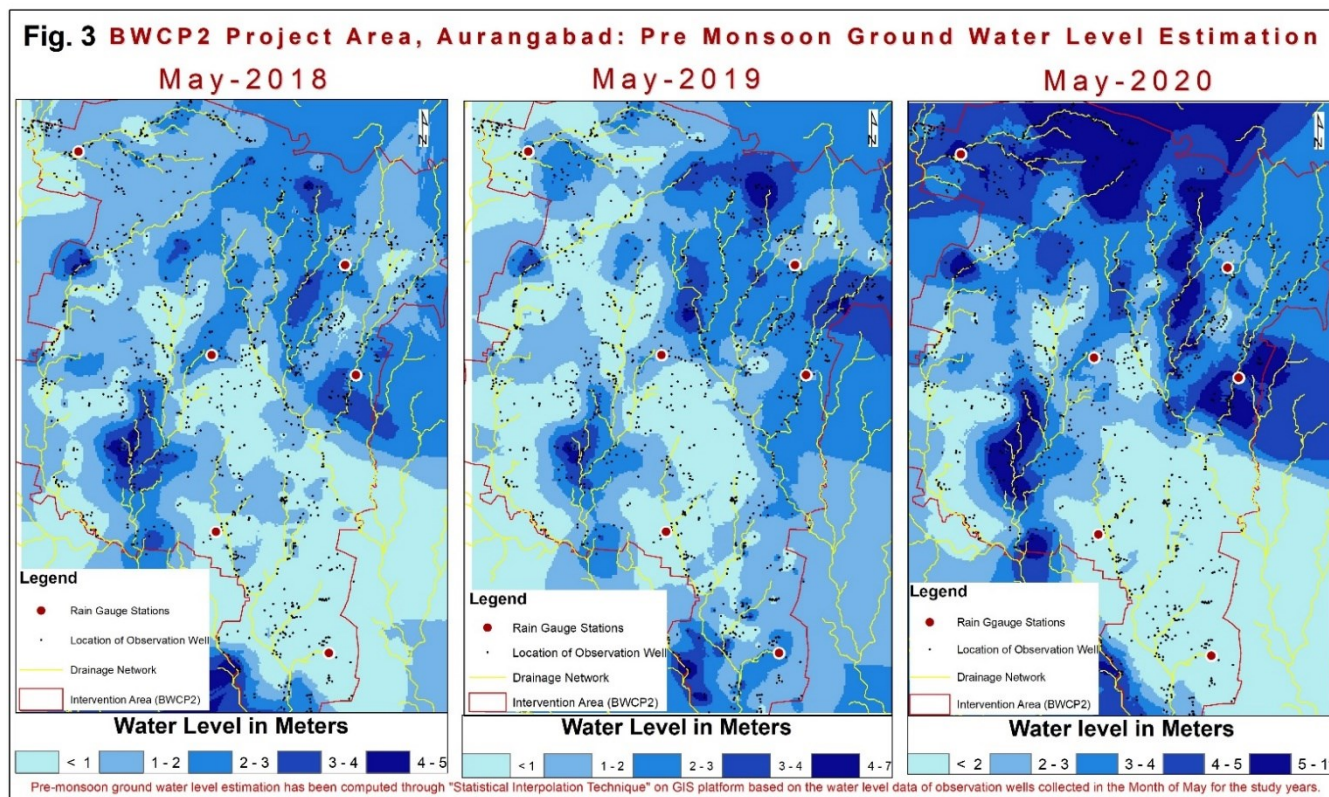 Fig. 3 BWCP2 Project Area, Aurangabad: Pre Monsoon Ground Water Level Estimation
May-2018
May-2019
May-2020
N
N
N
Legend
Rain Gauge Stations
Location of Observation Well
Drainage Network
Intervention Area (BWCP2)
Water Level in Meters
< 1
1 - 2
2 - 3
3 - 4
4 - 5
Legend
Rain Gauge Stations
Location of Observation Well
Drainage Network
Intervention Area (BWCP2)
Water Level in Meters
< 1
1 - 2
2 - 3
3 - 4
4 - 7
Legend
Rain Ggauge Stations
Location of Observation Well
Drainage Network
Intervention Area (BWCP2)
Water Level in Meters
< 2
2 - 3
3 - 4
4 - 5
Pre-monsoon ground water level estimation has been computed through "Statistical Interpolation Technique" on GIS platform based on the water level data of observation wells collected in the Month of May for the study years.